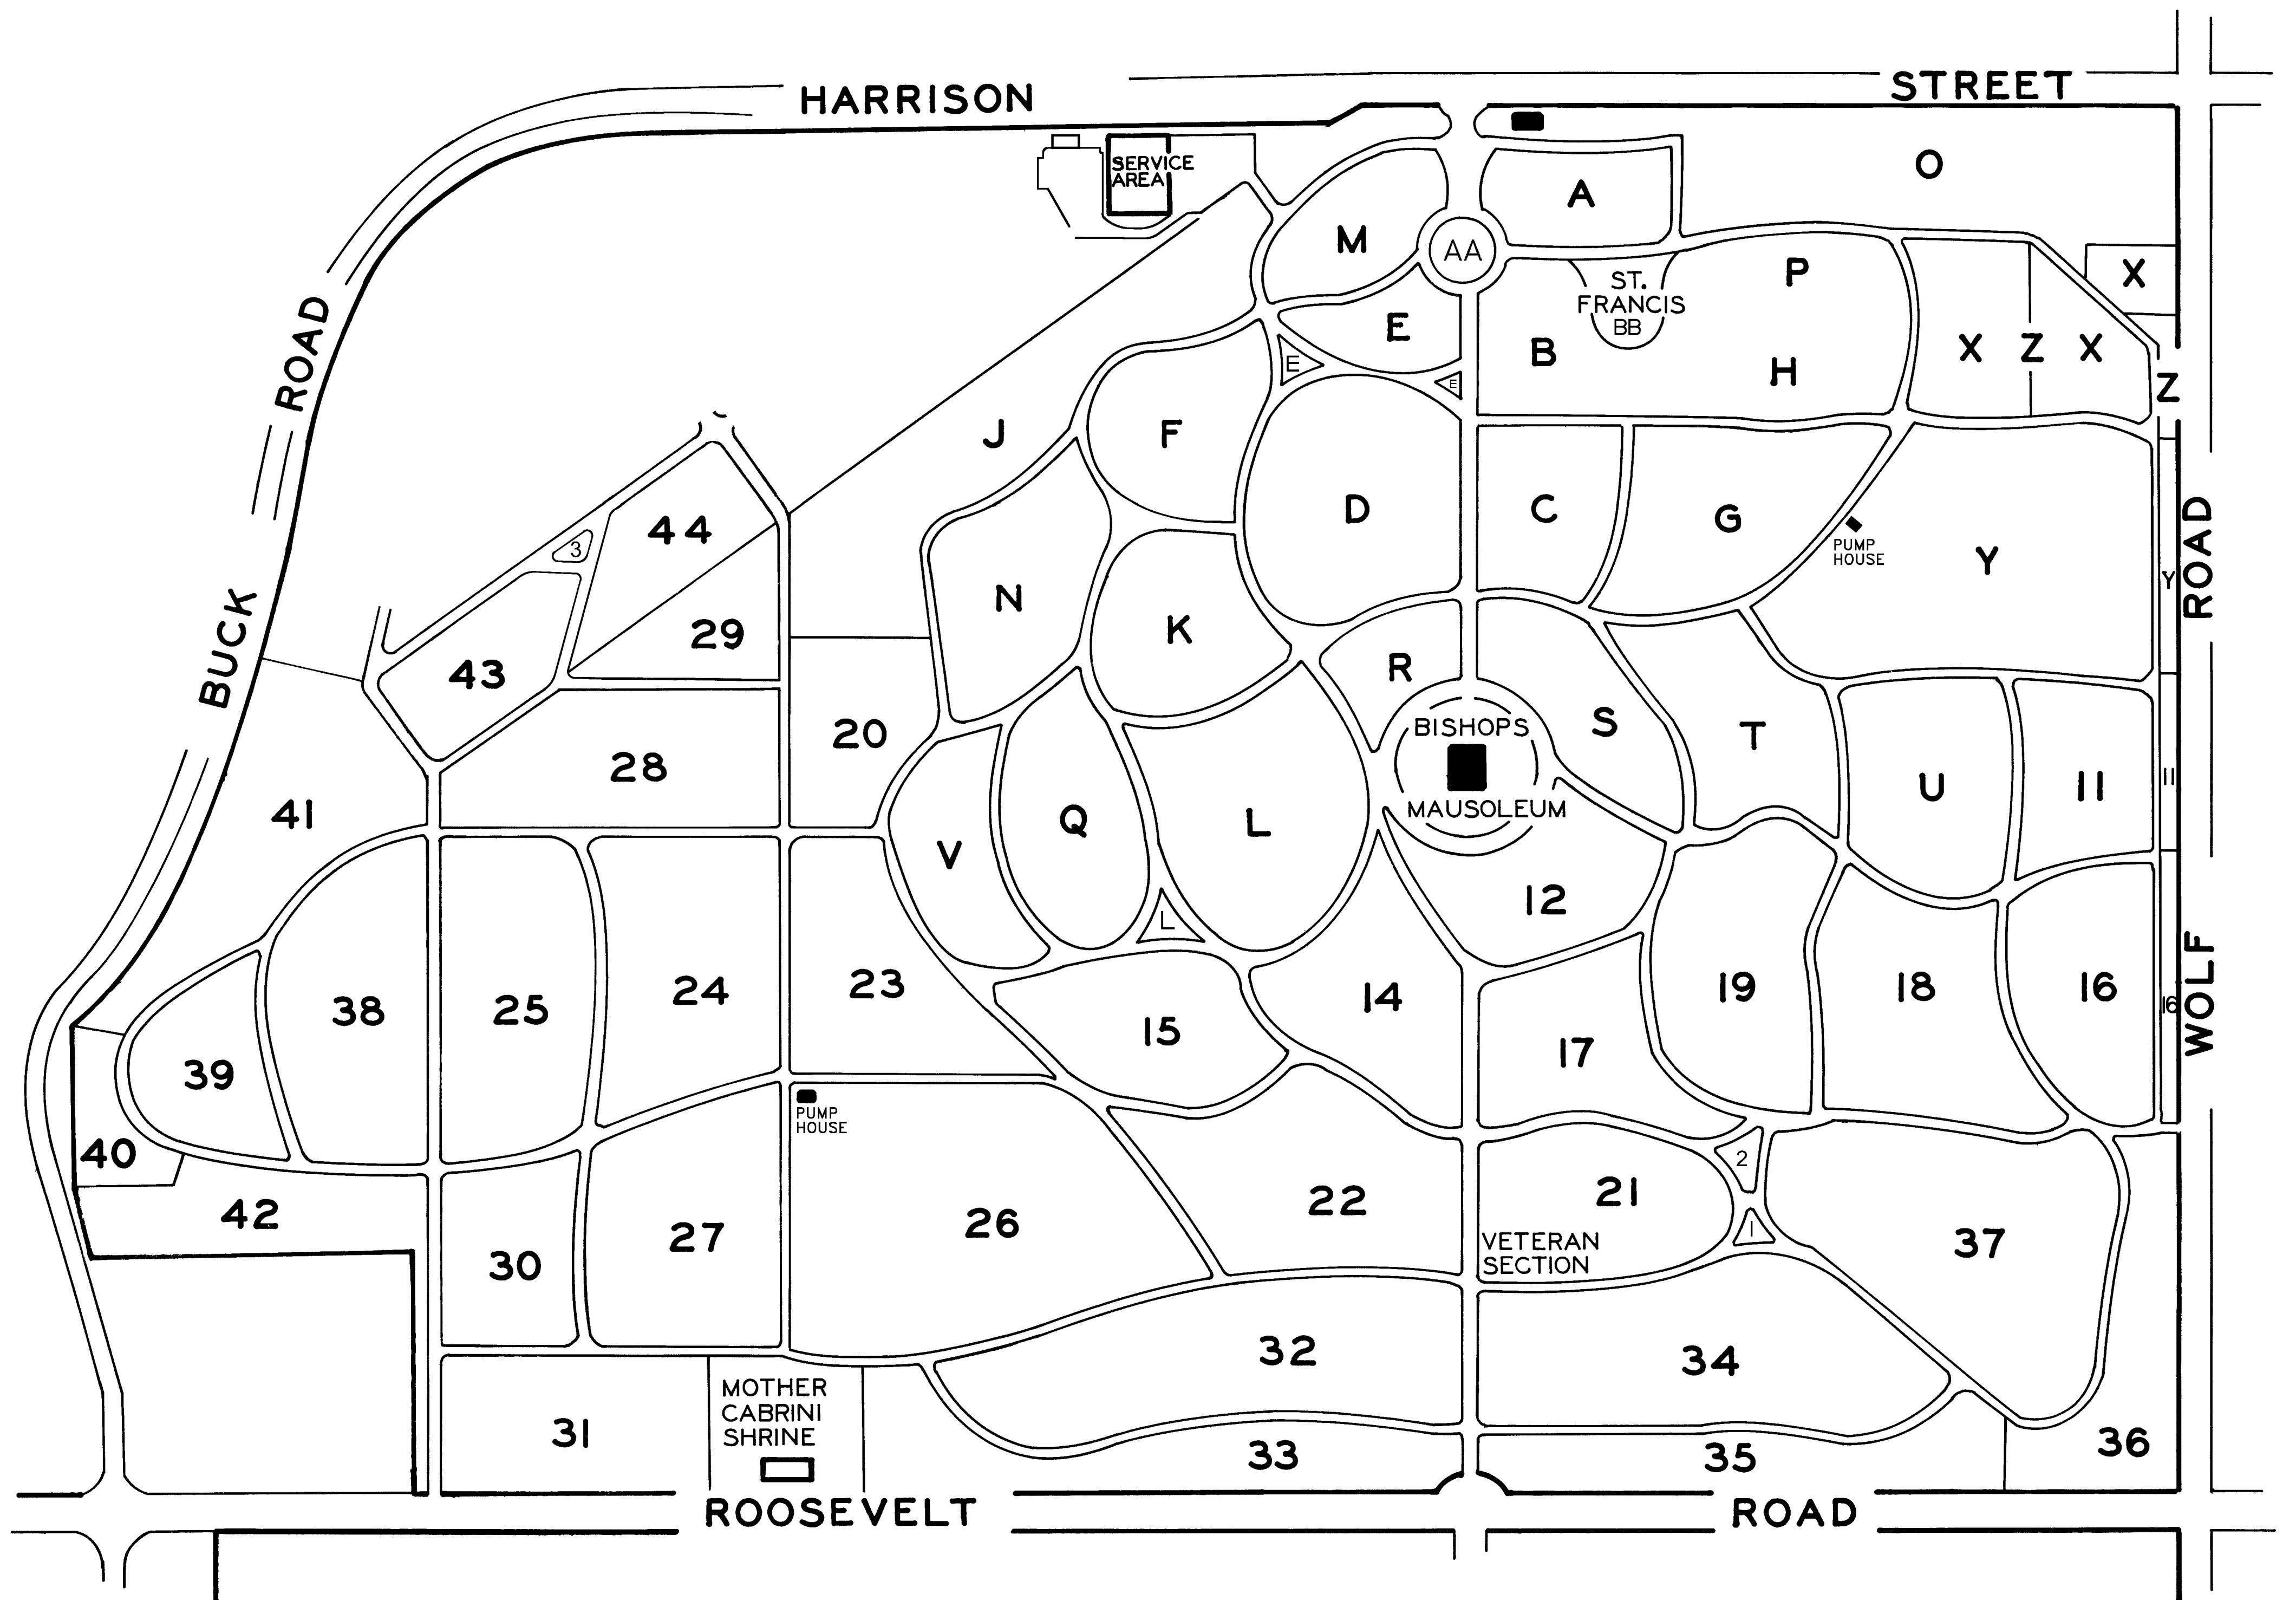 HARRISON
STREET
SERVICE
AREA
O
A
M
AA
P
X
ST.
FRANCIS
BB
E
B
X
Z
X
E
H
E
Z
BUCK
ROAD
J
F
D
C
G
44
3
PUMP
HOUSE
Y
Y
ROAD
N
K
29
43
R
S
T
BISHOPS
MAUSOLEUM
20
28
U
11
11
41
Q
L
V
12
L
WOLF
38
25
24
23
15
14
19
18
16
16
17
39
PUMP
HOUSE
40
2
42
27
30
26
22
21
1
37
VETERAN
SECTION
32
34
MOTHER
CABRINI
SHRINE
31
33
35
36
ROOSEVELT
ROAD